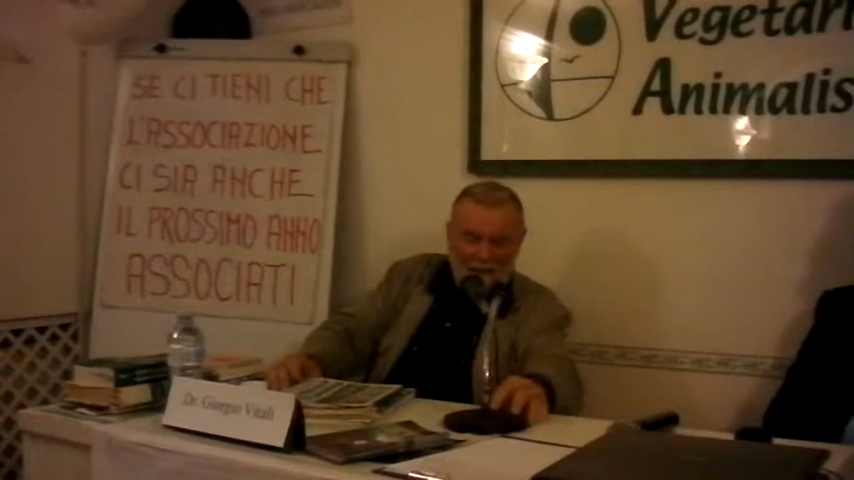 SE CI TIENI CHE
L'ASSOCIAZIONE
CI SIA ANCHE
IL PROSSIMO ANNO
ASSOCIATI
Vegetari
Animalis
Dr. Giorgio Vitali